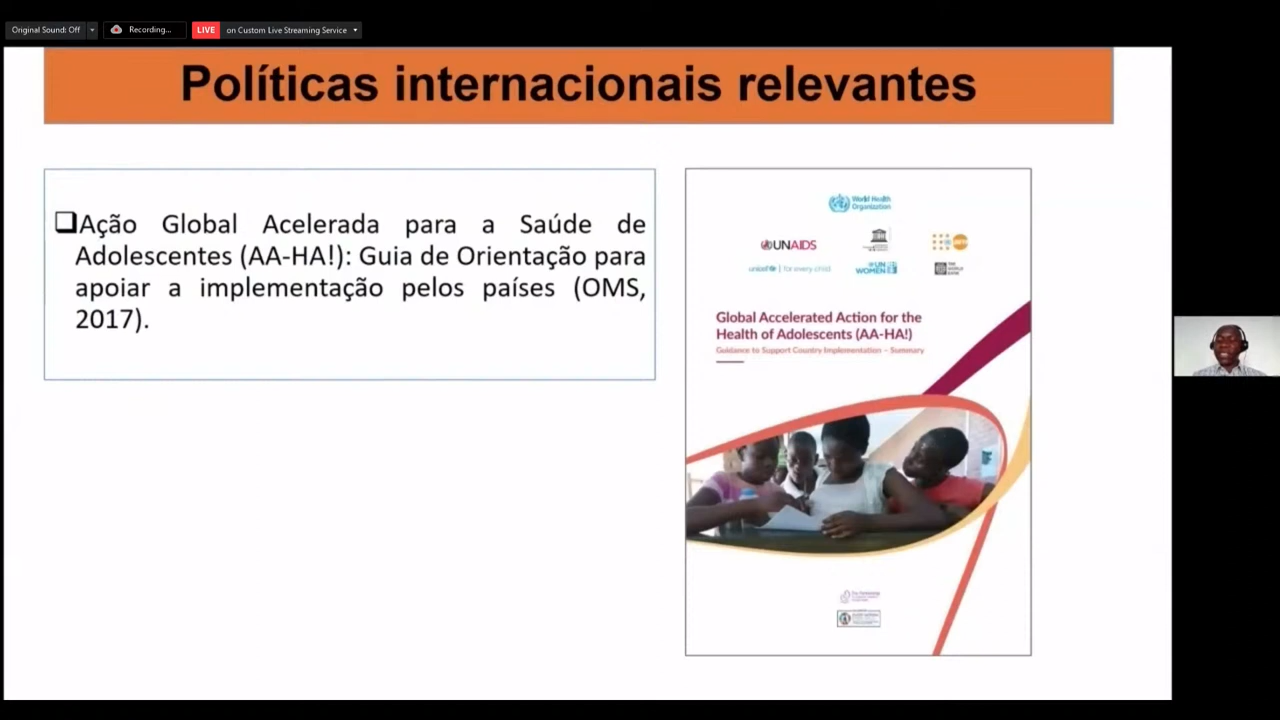 Original Sound: Off
Recording...
LIVE
on Custom Live Streaming Service
Políticas internacionais relevantes
Ação Global Acelerada para a Saúde de
Adolescentes (AA-HA!): Guia de Orientação para
apoiar a implementação pelos países (OMS,
2017).
World Health
Organization
UNAIDS
unicef | for every child
UN
WOMEN
Global Accelerated Action for the
Health of Adolescents (AA-HA!)
Guidance to Support Country Implementation – Summary